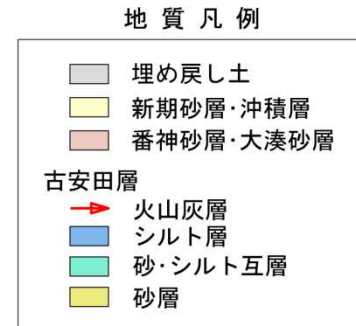 地質凡例
埋め戻し土
新期砂層・沖積層
番神砂層・大湊砂層
古安田層
火山灰層
シルト層
砂・シルト互層
砂層